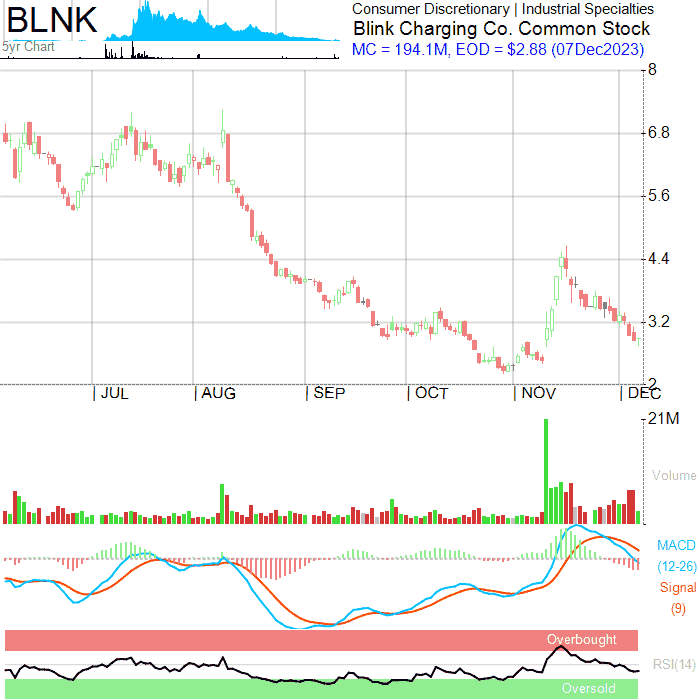 BLNK
5yr Chart
Consumer Discretionary | Industrial Specialties
Blink Charging Co. Common Stock
MC = 194.1M, EOD = $2.88 (07Dec2023)
8
6.8
5.6
4.4
3.2
2
JUL AUG SEP OCT NOV DEC
21M
Volume
MACD
(12-26)
Signal
(9)
Overbought
RSI(14)
Oversold